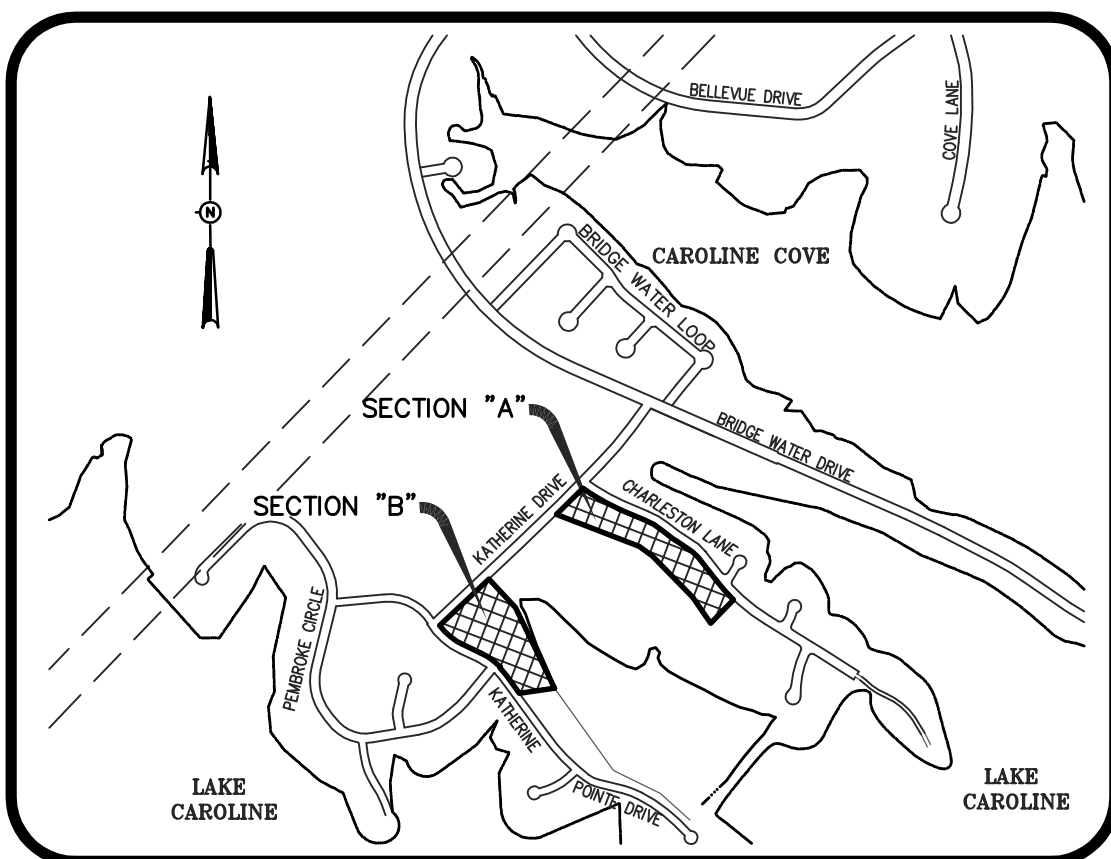 BELLEVUE DRIVE
COVE LANE
N
CAROLINE COVE
BRIDGE WATER LOOP
SECTION "A"
BRIDGE WATER DRIVE
SECTION "B"
KATHERINE DRIVE
CHARLESTON LANE
PEMBROKE CIRCLE
KATHERINE
POINTE DRIVE
LAKE
CAROLINE
LAKE
CAROLINE